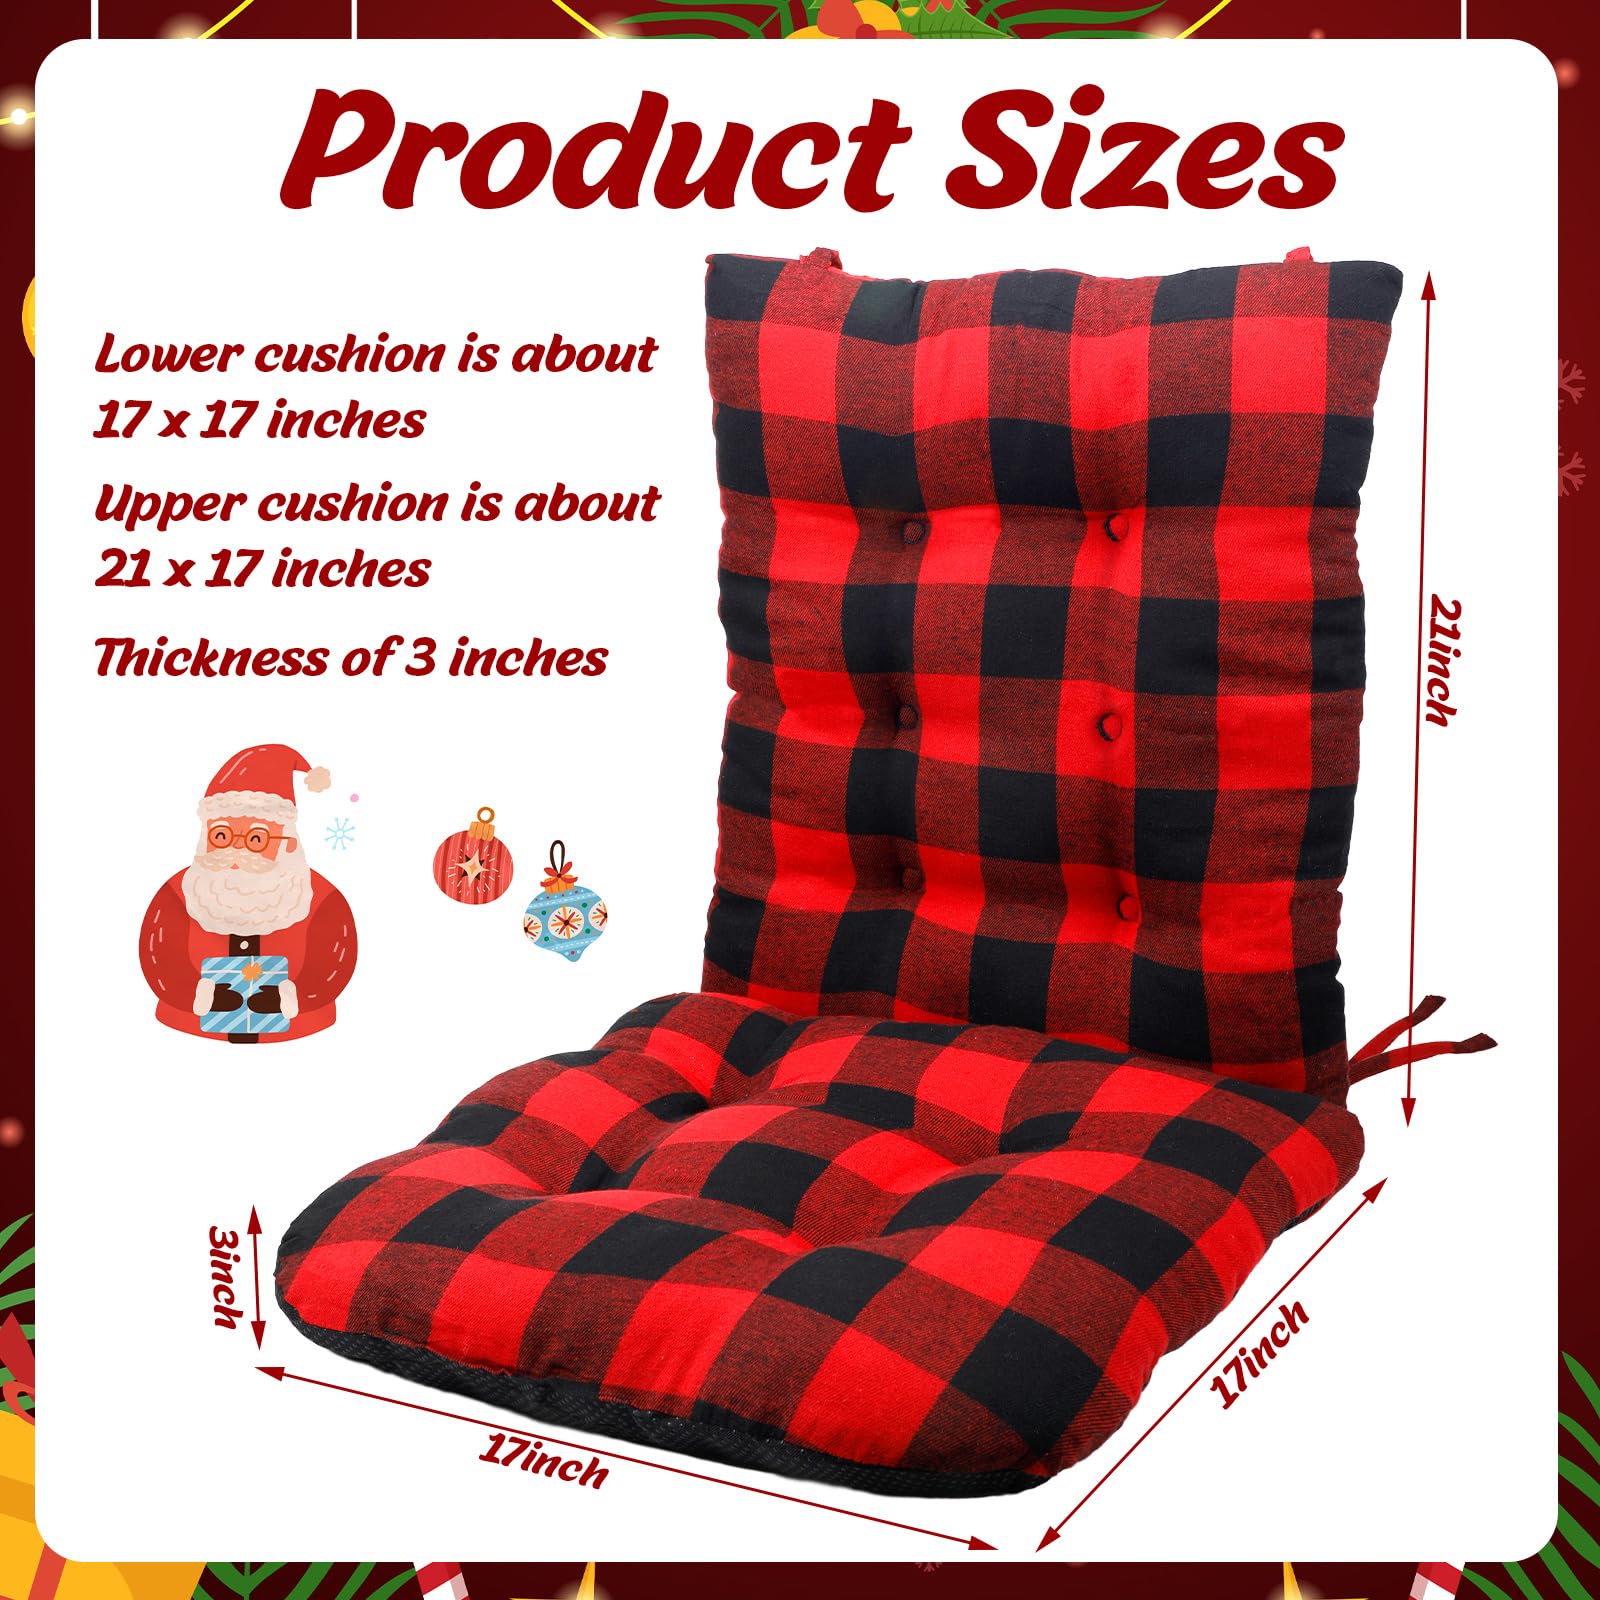 Product Sizes
Lower cushion is about
17 x 17 inches
Upper cushion is about
21 x 17 inches
Thickness of 3 inches
21inch
3inch
17inch
17inch